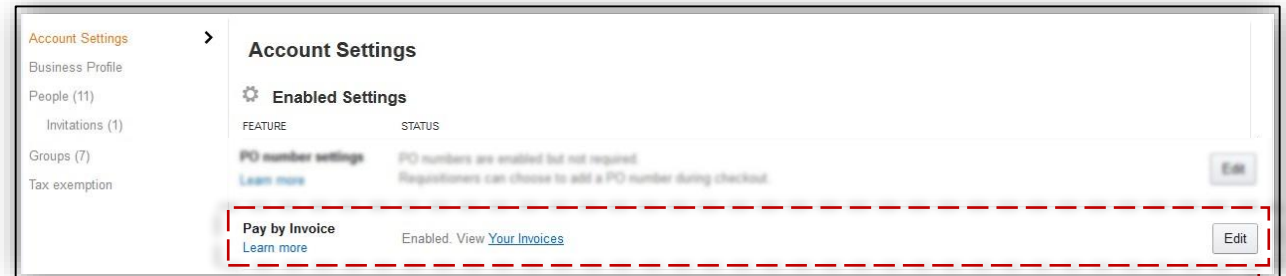 Account Settings
Business Profile
People (11)
Invitations (1)
Groups (7)
Tax exemption
Account Settings
Enabled Settings
FEATURE STATUS
PO number settings PO numbers are enabled but not required.
Learn more Requisitioners can choose to add a PO number during checkout.
Edit
Pay by Invoice
Learn more
Enabled. View Your Invoices
Edit